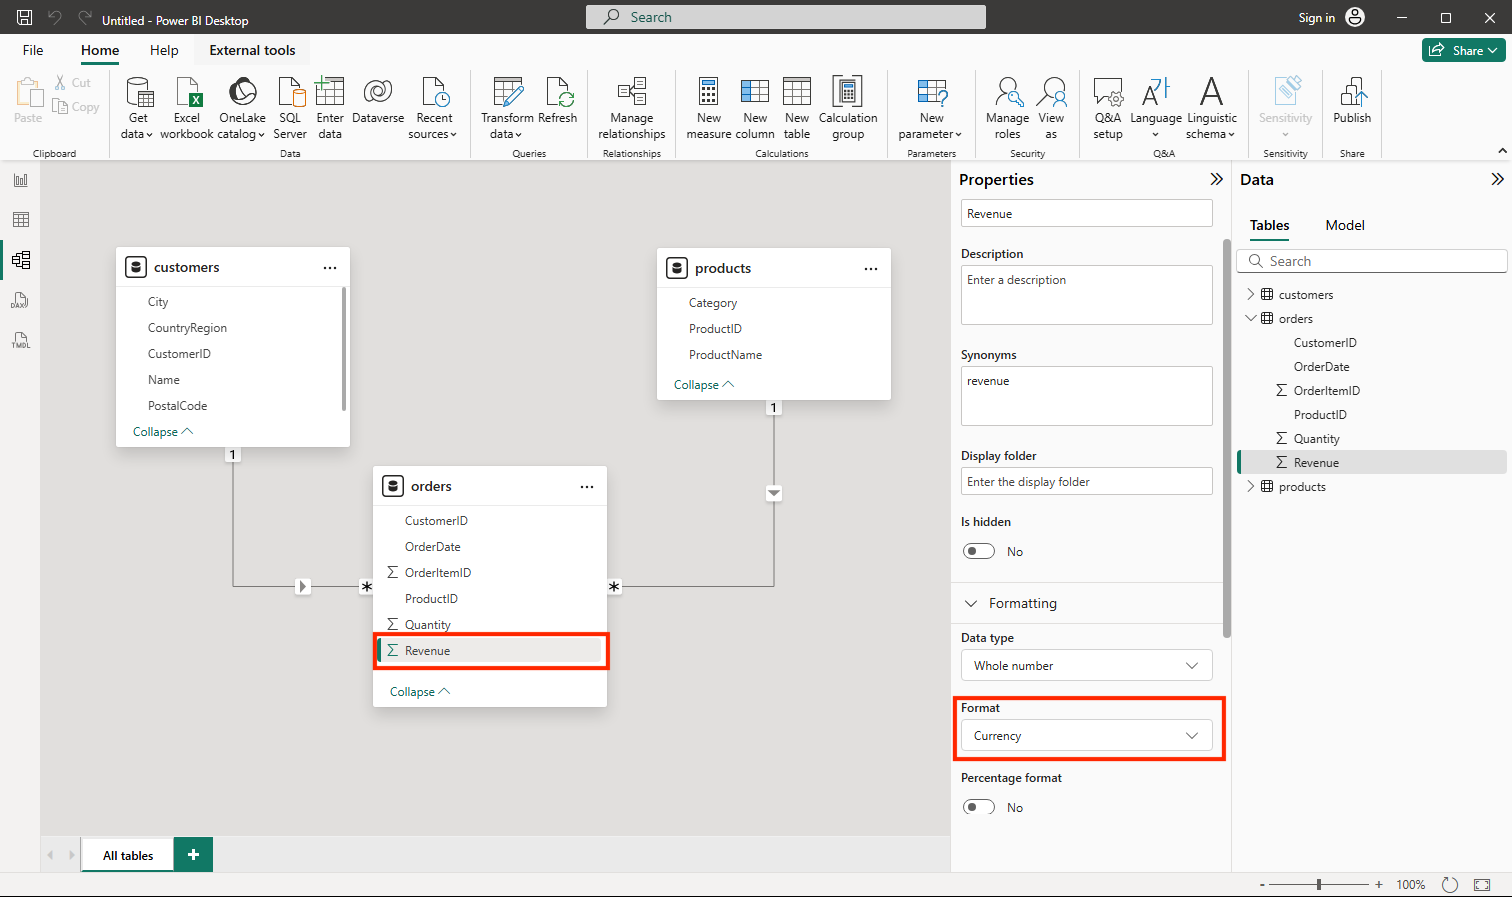 Untitled - Power BI Desktop
Search
Sign in
File
Home
Help
External tools
Share
Paste
Cut
Copy
Get data
Excel workbook
OneLake catalog
SQL Server
Enter data
Dataverse
Recent sources
Transform data
Refresh
Manage relationships
New measure
New column
New table
Calculation group
New parameter
Manage roles
View as
Q&A setup
Language
Linguistic schema
Sensitivity
Publish
Clipboard
Data
Queries
Relationships
Calculations
Parameters
Security
Q&A
Sensitivity
Share
DAX
TMDL
customers
City
CountryRegion
CustomerID
Name
PostalCode
Collapse
1
products
Category
ProductID
ProductName
Collapse
1
orders
CustomerID
OrderDate
OrderItemID
ProductID
Quantity
Revenue
Collapse
*
*
All tables
Properties
Revenue
Description
Enter a description
Synonyms
revenue
Display folder
Enter the display folder
Is hidden
No
Formatting
Data type
Whole number
Format
Currency
Percentage format
No
Data
Tables
Model
Search
customers
orders
CustomerID
OrderDate
OrderItemID
ProductID
Quantity
Revenue
products
- + 100%